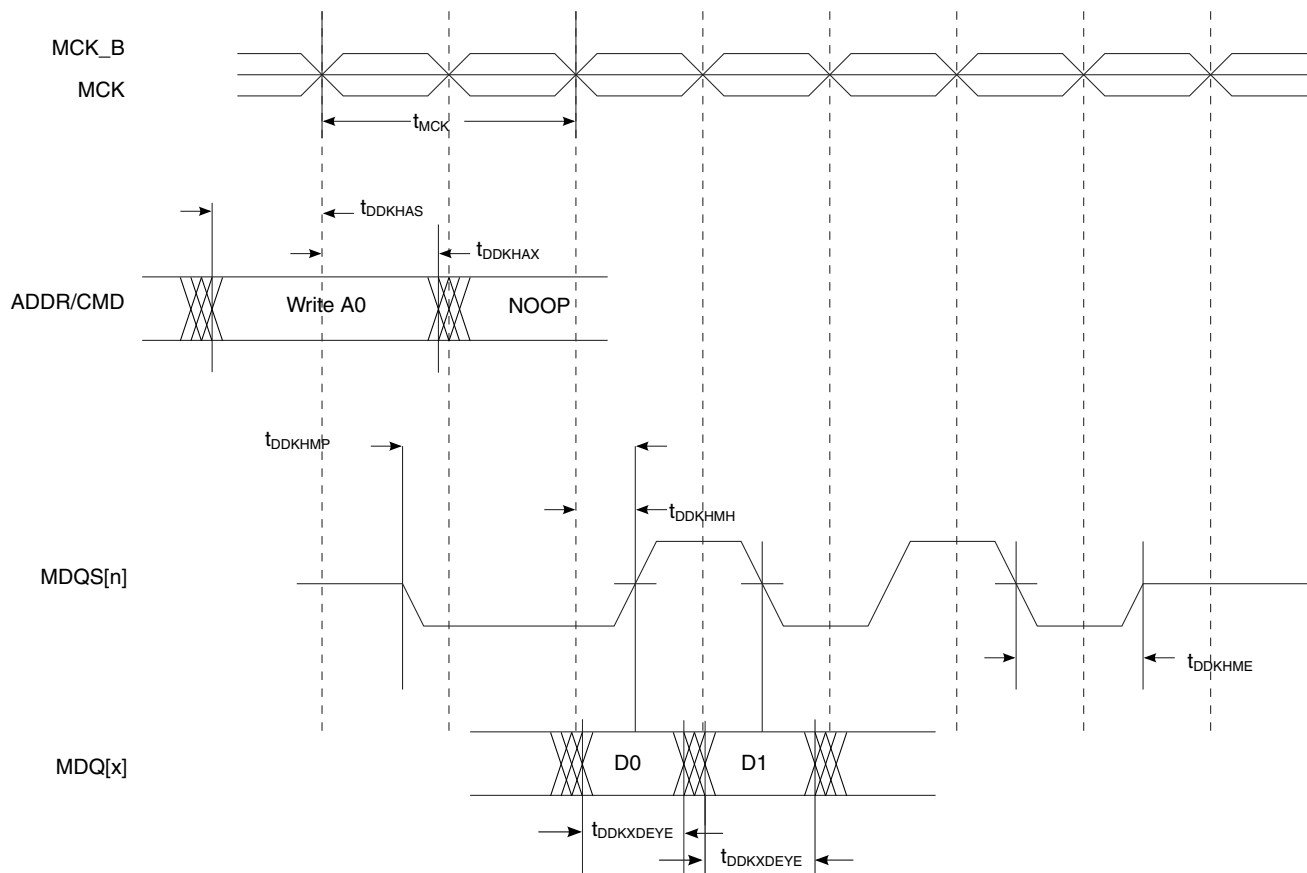 MCK_B
MCK
tMCK
tDDKHAS
tDDKHAX
ADDR/CMD
Write A0
NOOP
tDDKHMP
tDDKHMH
MDQS[n]
tDDKHME
MDQ[x]
D0
D1
tDDKXDEYE
tDDKXDEYE